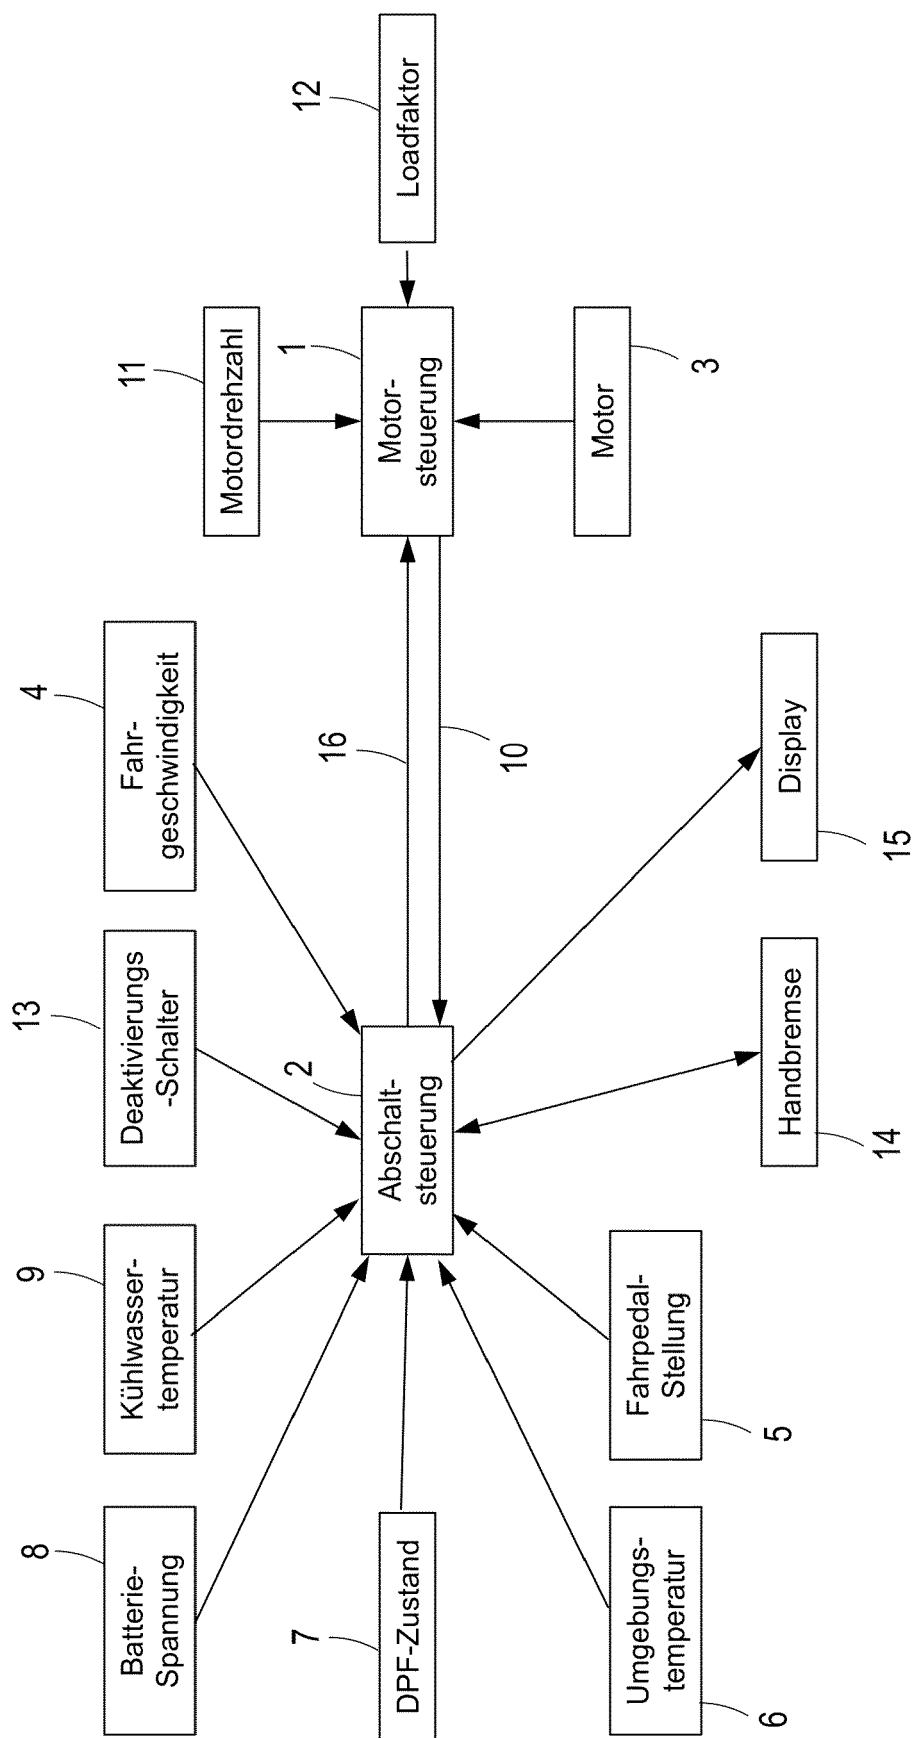 8
Batterie-
Spannung
9
Kühlwasser-
temperatur
13
Deaktivierungs
-Schalter
4
Fahr-
geschwindigkeit
11
Motordrehzahl
12
Loadfaktor
7
DPF-Zustand
2
Abschalt-
steuerung
16
10
1
Motor-
steuerung
6
Umgebungs-
temperatur
5
Fahrpedal-
Stellung
14
Handbremse
15
Display
3
Motor